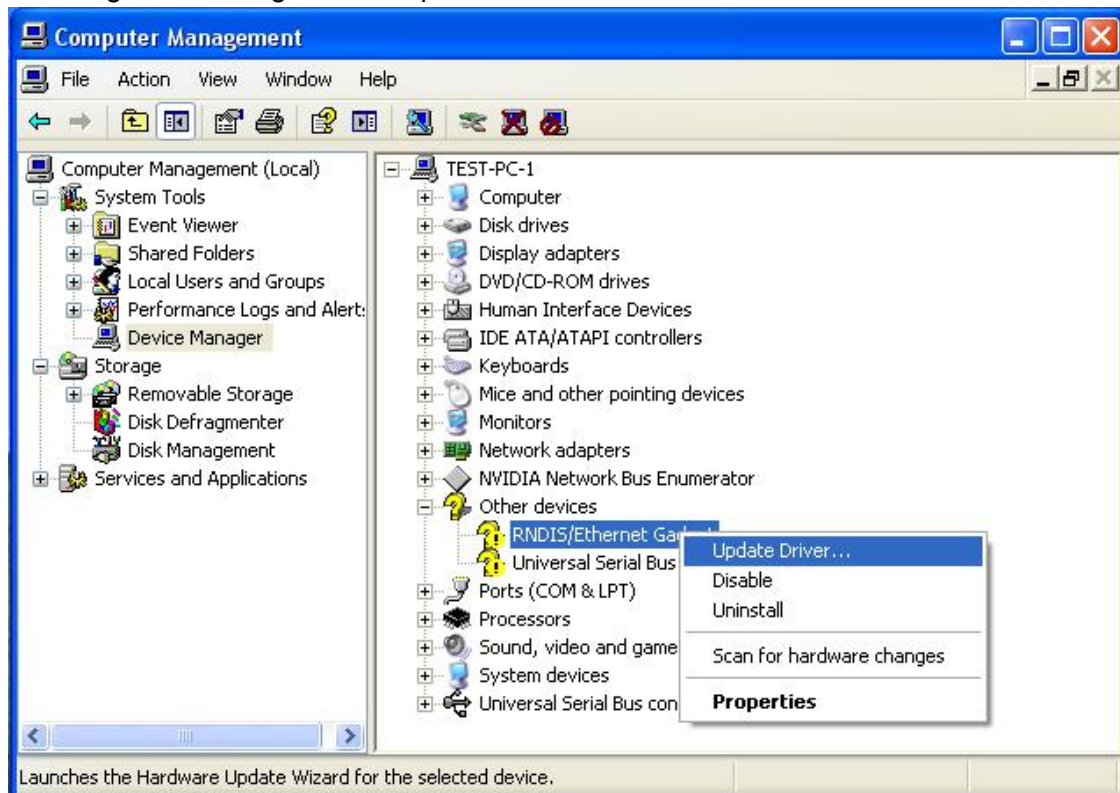 Computer Management
File Action View Window Help
Computer Management (Local)
System Tools
Event Viewer
Shared Folders
Local Users and Groups
Performance Logs and Alert
Device Manager
Storage
Removable Storage
Disk Defragmenter
Disk Management
Services and Applications
TEST-PC-1
Computer
Disk drives
Display adapters
DVD/CD-ROM drives
Human Interface Devices
IDE ATA/ATAPI controllers
Keyboards
Mice and other pointing devices
Monitors
Network adapters
NVIDIA Network Bus Enumerator
Other devices
RNDIS/Ethernet
Universal Serial Bus
Ports (COM & LPT)
Processors
Sound, video and game
System devices
Universal Serial Bus con
Update Driver...
Disable
Uninstall
Scan for hardware changes
Properties
Launches the Hardware Update Wizard for the selected device.